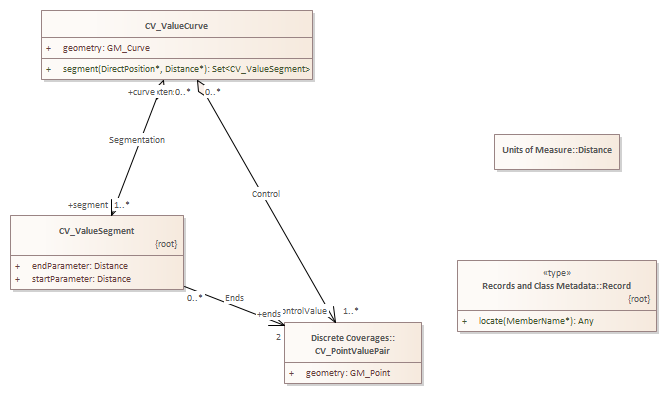 CV_ValueCurve
+ geometry: GM_Curve
+ segment(DirectPosition*, Distance*): Set<CV_ValueSegment>
0..*
0..*
Segmentation
Units of Measure::Distance
Control
+segment
1..*
CV_ValueSegment
{root}
+ endParameter: Distance
+ startParameter: Distance
«type»
Records and Class Metadata::Record
{root}
+ locate(MemberName*): Any
0..*
Ends
+ends
ontrolValue
1..*
2
Discrete Coverages::
CV_PointValuePair
+ geometry: GM_Point